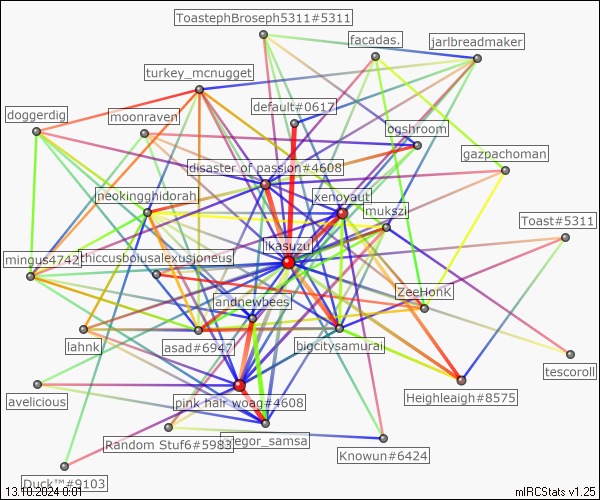 ToastephBroseph5311#5311
facadas.
jarlbreadmaker
turkey_mcnugget
default#0617
doggerdig
moonraven
ogshroom
gazpachoman
disaster of passion#4608
neokingghidorah
xenoyaut
mukszi
Toast#5311
ikasuzu
mingus4742
thiccusbolusalexusjoneus
ZeeHonk
andnewbees
lahnk
asad#6947
bigcitysamurai
tescoroll
avelicious
pink hair woag#4608
Heighleaigh#8575
Random Stuf6#5983
gregor_samsa
Knowun#6424
Duck™#9103
13.10.2024 0:01
mIRCStats v1.25